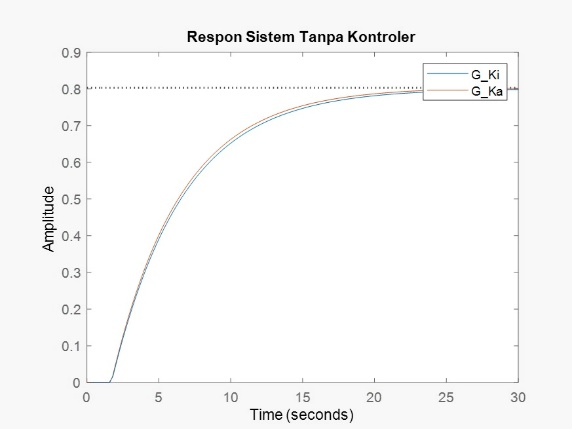 Respon Sistem Tanpa Kontroler
0.9
0.8
0.7
0.6
0.5
0.4
0.3
0.2
0.1
0
Amplitude
G_Ki
G_Ka
0 5 10 15 20 25 30
Time (seconds)